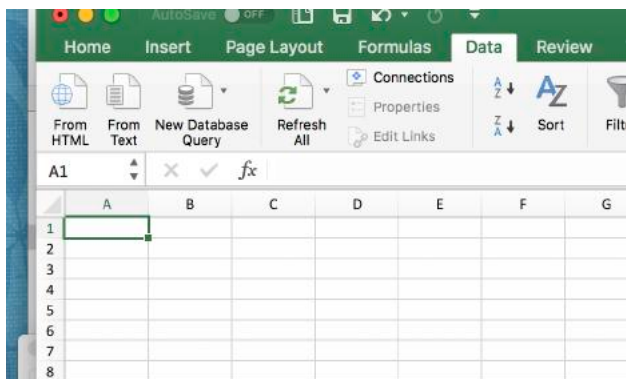 AutoSave OFF
Home Insert Page Layout Formulas Data Review
From HTML
From Text
New Database Query
Refresh All
Connections
Properties
Edit Links
A Z
Z A
AZ
Sort
A1 fx
A B C D E F G
1
2
3
4
5
6
7
8